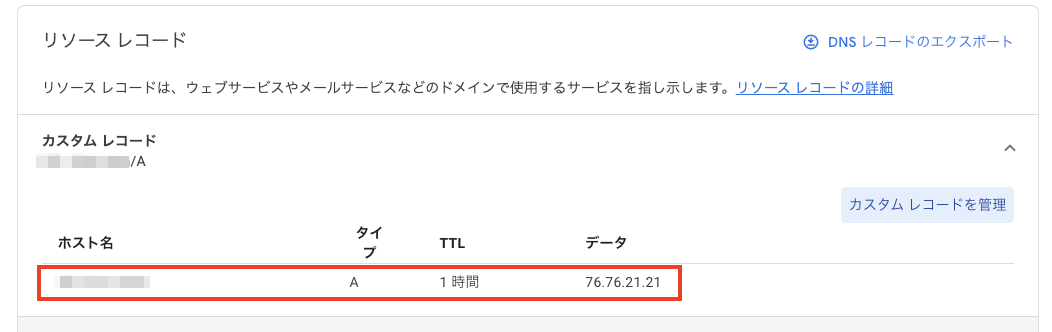 リソース レコード
DNS レコードのエクスポート
リソース レコードは、ウェブサービスやメールサービスなどのドメインで使用するサービスを指し示します。リソース レコードの詳細
カスタム レコード
/A
カスタム レコードを管理
ホスト名 タイプ TTL データ
A 1 時間 76.76.21.21